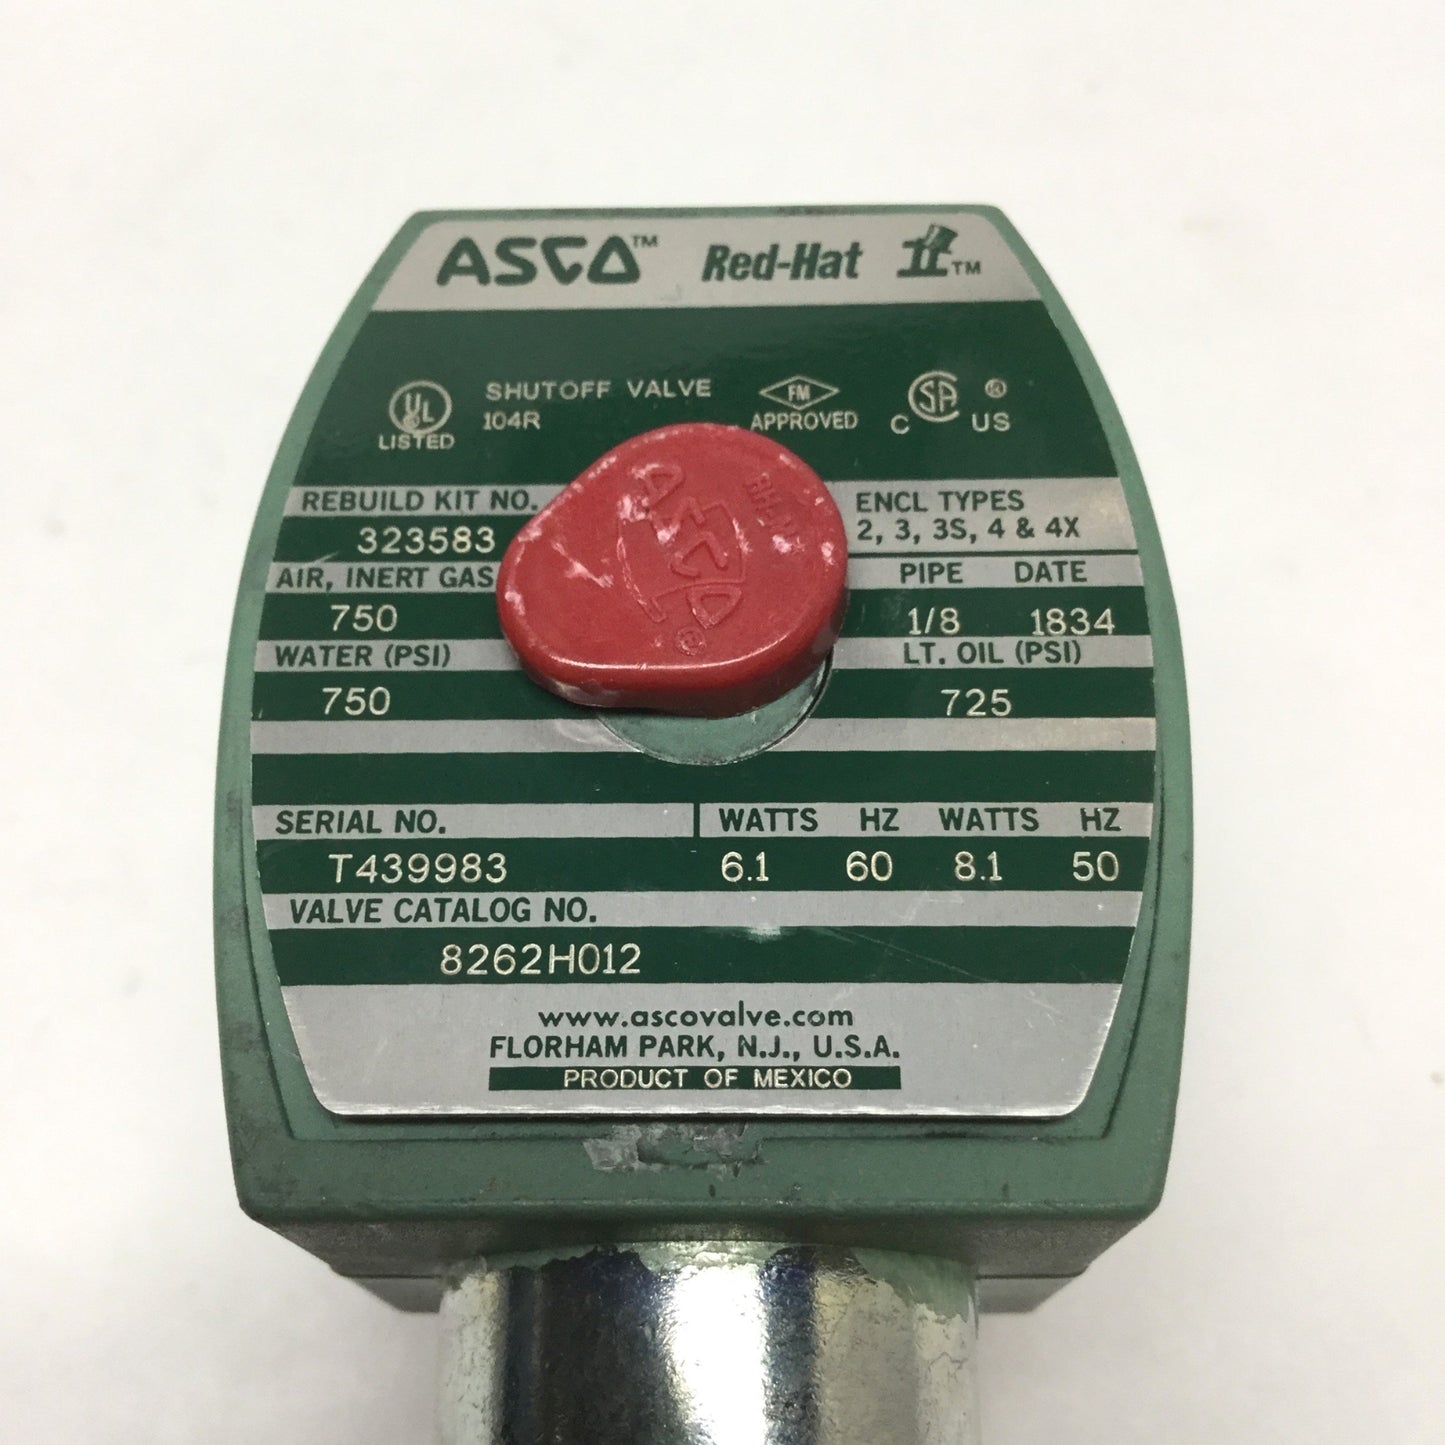 ASCO™ Red-Hat II™
UL LISTED SHUTOFF VALVE 104R FM APPROVED C SA ® US
REBUILD KIT NO. ENCL TYPES
323583 2, 3, 3S, 4 & 4X
AIR, INERT GAS PIPE DATE
750 1/8 1834
WATER (PSI) LT. OIL (PSI)
750 725
ASCO ®
SERIAL NO. WATTS HZ WATTS HZ
T439983 6.1 60 8.1 50
VALVE CATALOG NO.
8262H012
www.ascovalve.com
FLORHAM PARK, N.J., U.S.A.
PRODUCT OF MEXICO